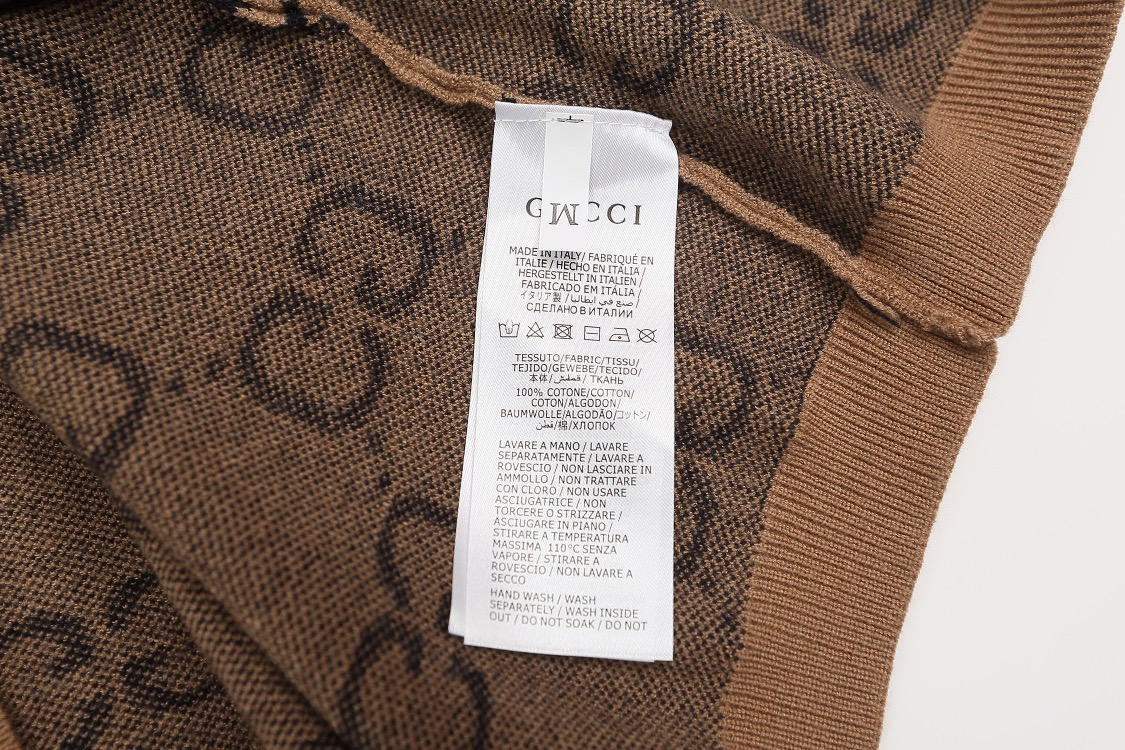 GUCCI
M
MADE IN ITALY/ FABRIQUÉ EN
ITALIE / HECHO EN ITALIA /
HERGESTELLT IN ITALIEN /
FABRICADO EM ITÁLIA /
イタリア製 / صنع في ايطاليا /
СДЕЛАНО В ИТАЛИИ
TESSUTO/FABRIC/TISSU/
TEJIDO/GEWEBE/TECIDO/
本体/قطمش/ ТКАНЬ
100% COTONE/COTTON/
COTON/ALGODON/
BAUMWOLLE/ALGODÃO/コットン/
قطن/棉/ХЛОПОК
LAVARE A MANO / LAVARE
SEPARATAMENTE / LAVARE A
ROVESCIO / NON LASCIARE IN
AMMOLLO / NON TRATTARE
CON CLORO / NON USARE
ASCIUGATRICE / NON
TORCERE O STRIZZARE /
ASCIUGARE IN PIANO /
STIRARE A TEMPERATURA
MASSIMA 110°C SENZA
VAPORE / STIRARE A
ROVESCIO / NON LAVARE A
SECCO
HAND WASH / WASH
SEPARATELY / WASH INSIDE
OUT / DO NOT SOAK / DO NOT